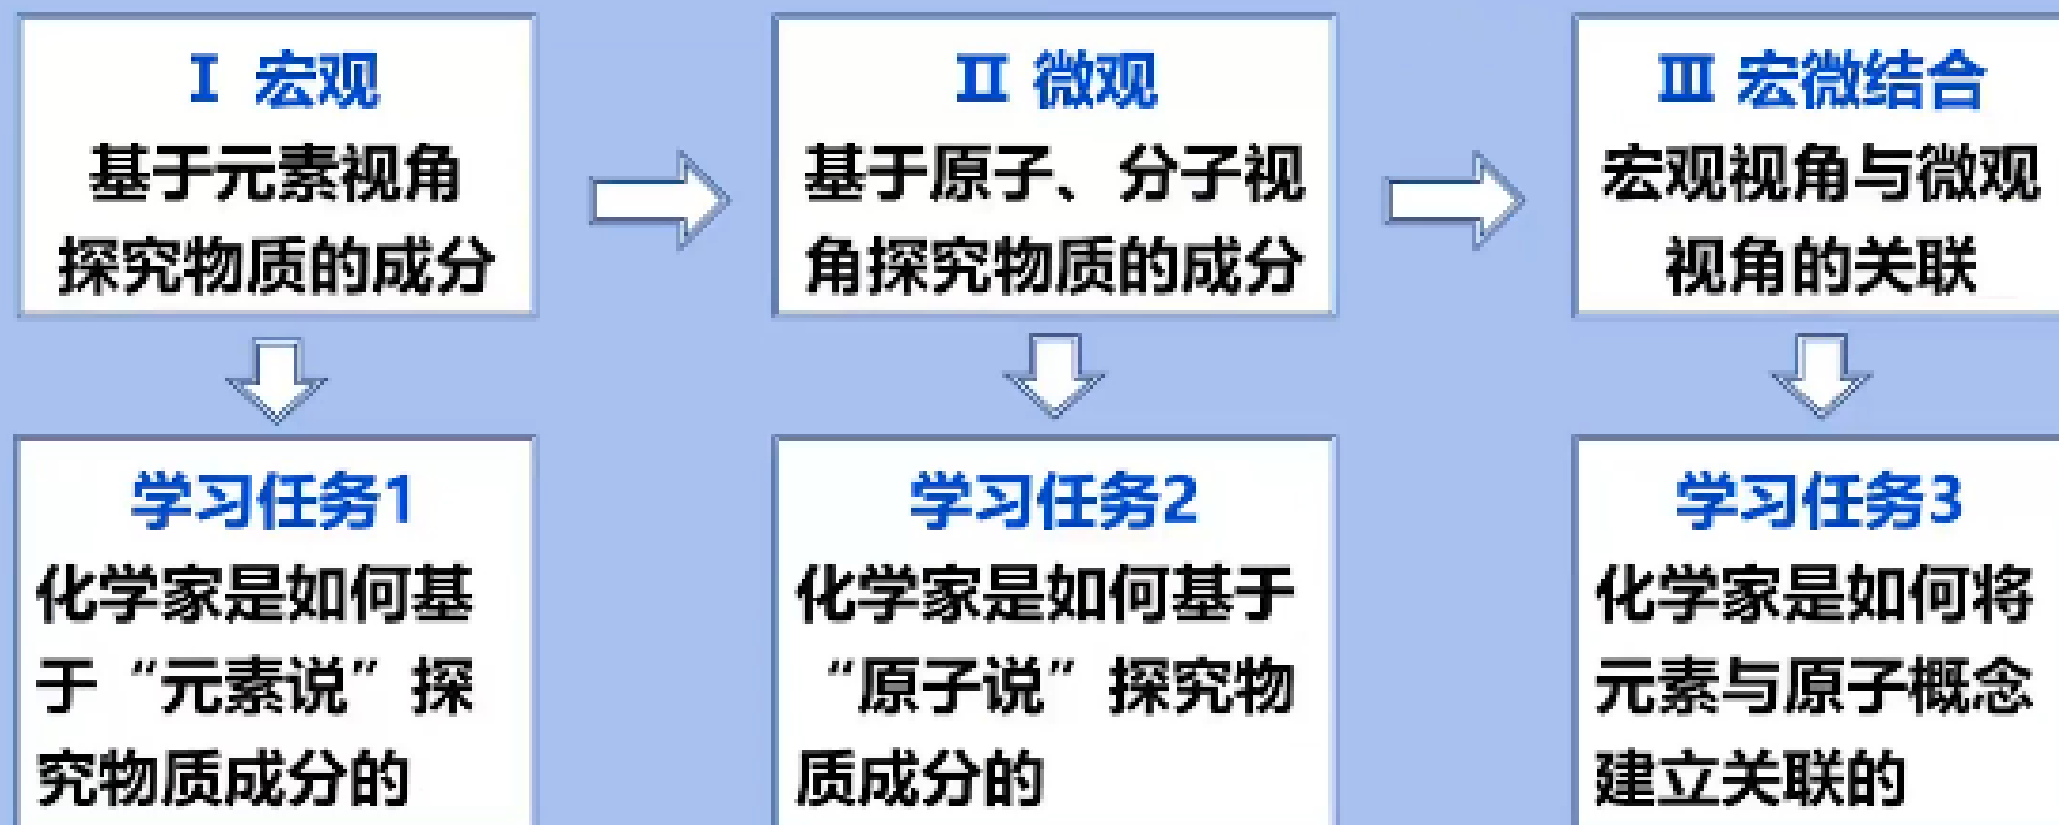 Ⅰ 宏观
基于元素视角
探究物质的成分
Ⅱ 微观
基于原子、分子视
角探究物质的成分
Ⅲ 宏微结合
宏观视角与微观
视角的关联
学习任务1
化学家是如何基
于“元素说”探
究物质成分的
学习任务2
化学家是如何基于
“原子说”探究物
质成分的
学习任务3
化学家是如何将
元素与原子概念
建立关联的